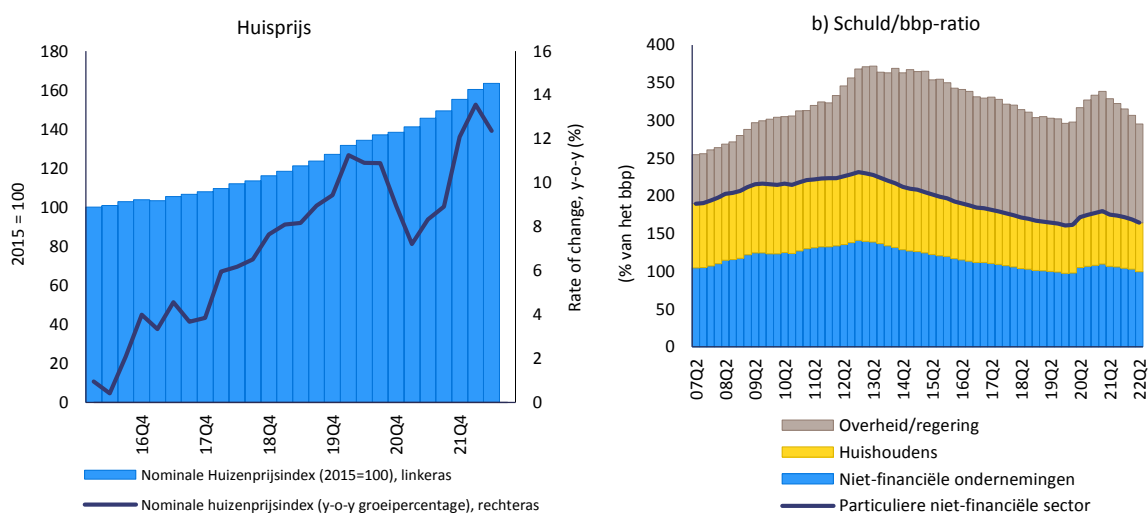 Huisprijs
180
160
140
120
100
80
60
40
20
0
2015 = 100
16
14
12
10
8
6
4
2
0
Rate of change, y-o-y (%)
16Q4
17Q4
18Q4
19Q4
20Q4
21Q4
Nominale Huizenprijsindex (2015=100), linkeras
Nominale huizenprijsindex (y-o-y groeipercentage), rechteras
b) Schuld/bbp-ratio
400
350
300
250
200
150
100
50
0
(% van het bbp)
07Q2
08Q2
09Q2
10Q2
11Q2
12Q2
13Q2
14Q2
15Q2
16Q2
17Q2
18Q2
19Q2
20Q2
21Q2
22Q2
Overheid/regering
Huishoudens
Niet-financiële ondernemingen
Particuliere niet-financiële sector